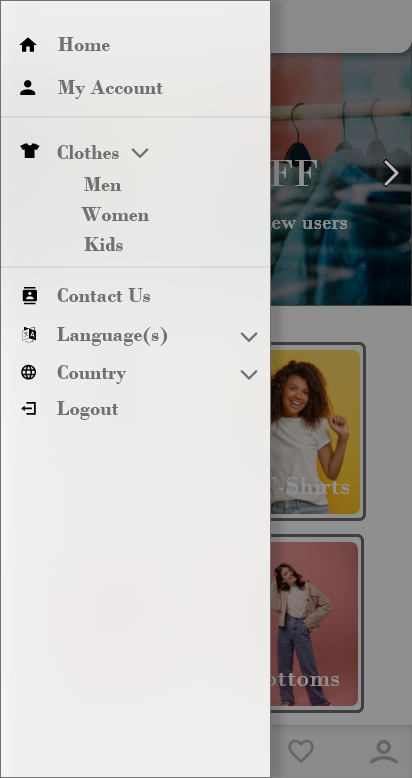 Home
My Account
FF
ew users
Clothes
Men
Women
Kids
Contact Us
Language(s)
Country
Logout
T-Shirts
ottoms